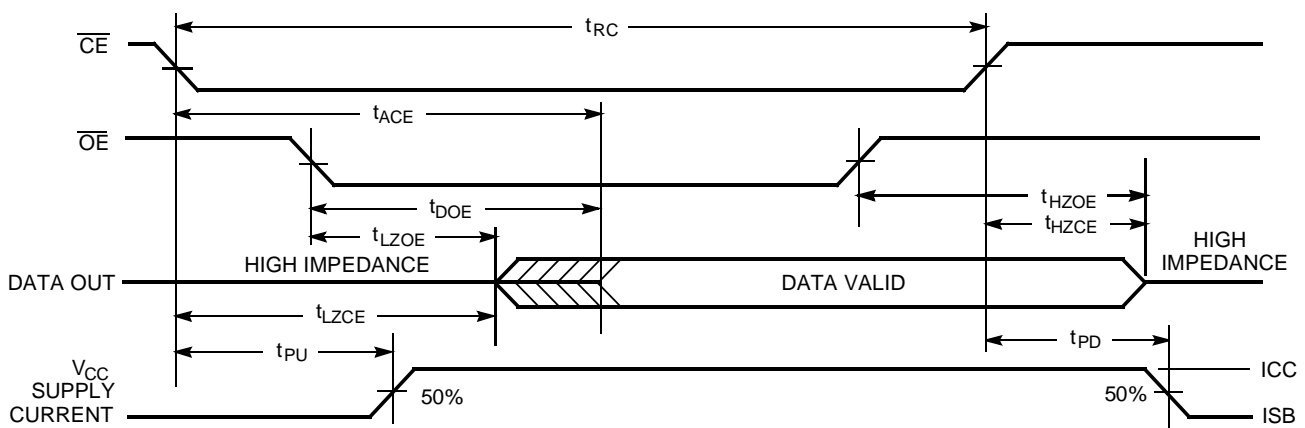 tRC
CE
tACE
OE
tHZOE
tDOE
tHZCE
tLZOE
HIGH IMPEDANCE
HIGH IMPEDANCE
DATA OUT
DATA VALID
tLZCE
tPU
tPD
VCC SUPPLY CURRENT
50%
50%
ICC
ISB